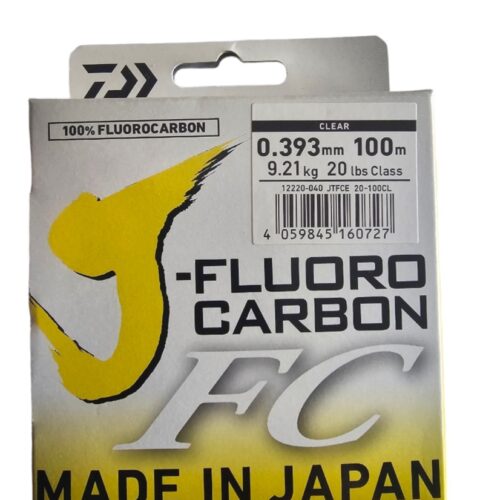 100% FLUOROCARBON
CLEAR
0.393mm 100m
9.21kg 20 lbs Class
12220-040 JTFCE 20-100CL
4 059845 160727
J-FLUORO
CARBON
FC
MADE IN JAPAN